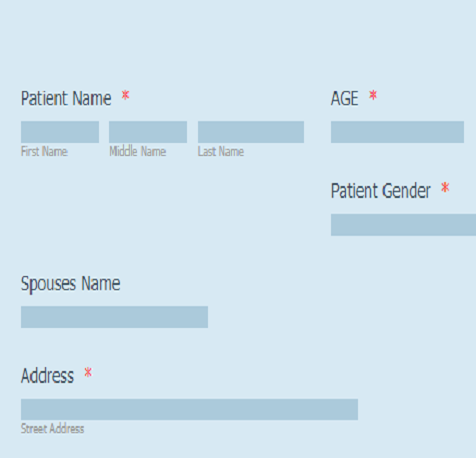 Patient Name *
AGE *
First Name
Middle Name
Last Name
Patient Gender *
Spouses Name
Address *
Street Address